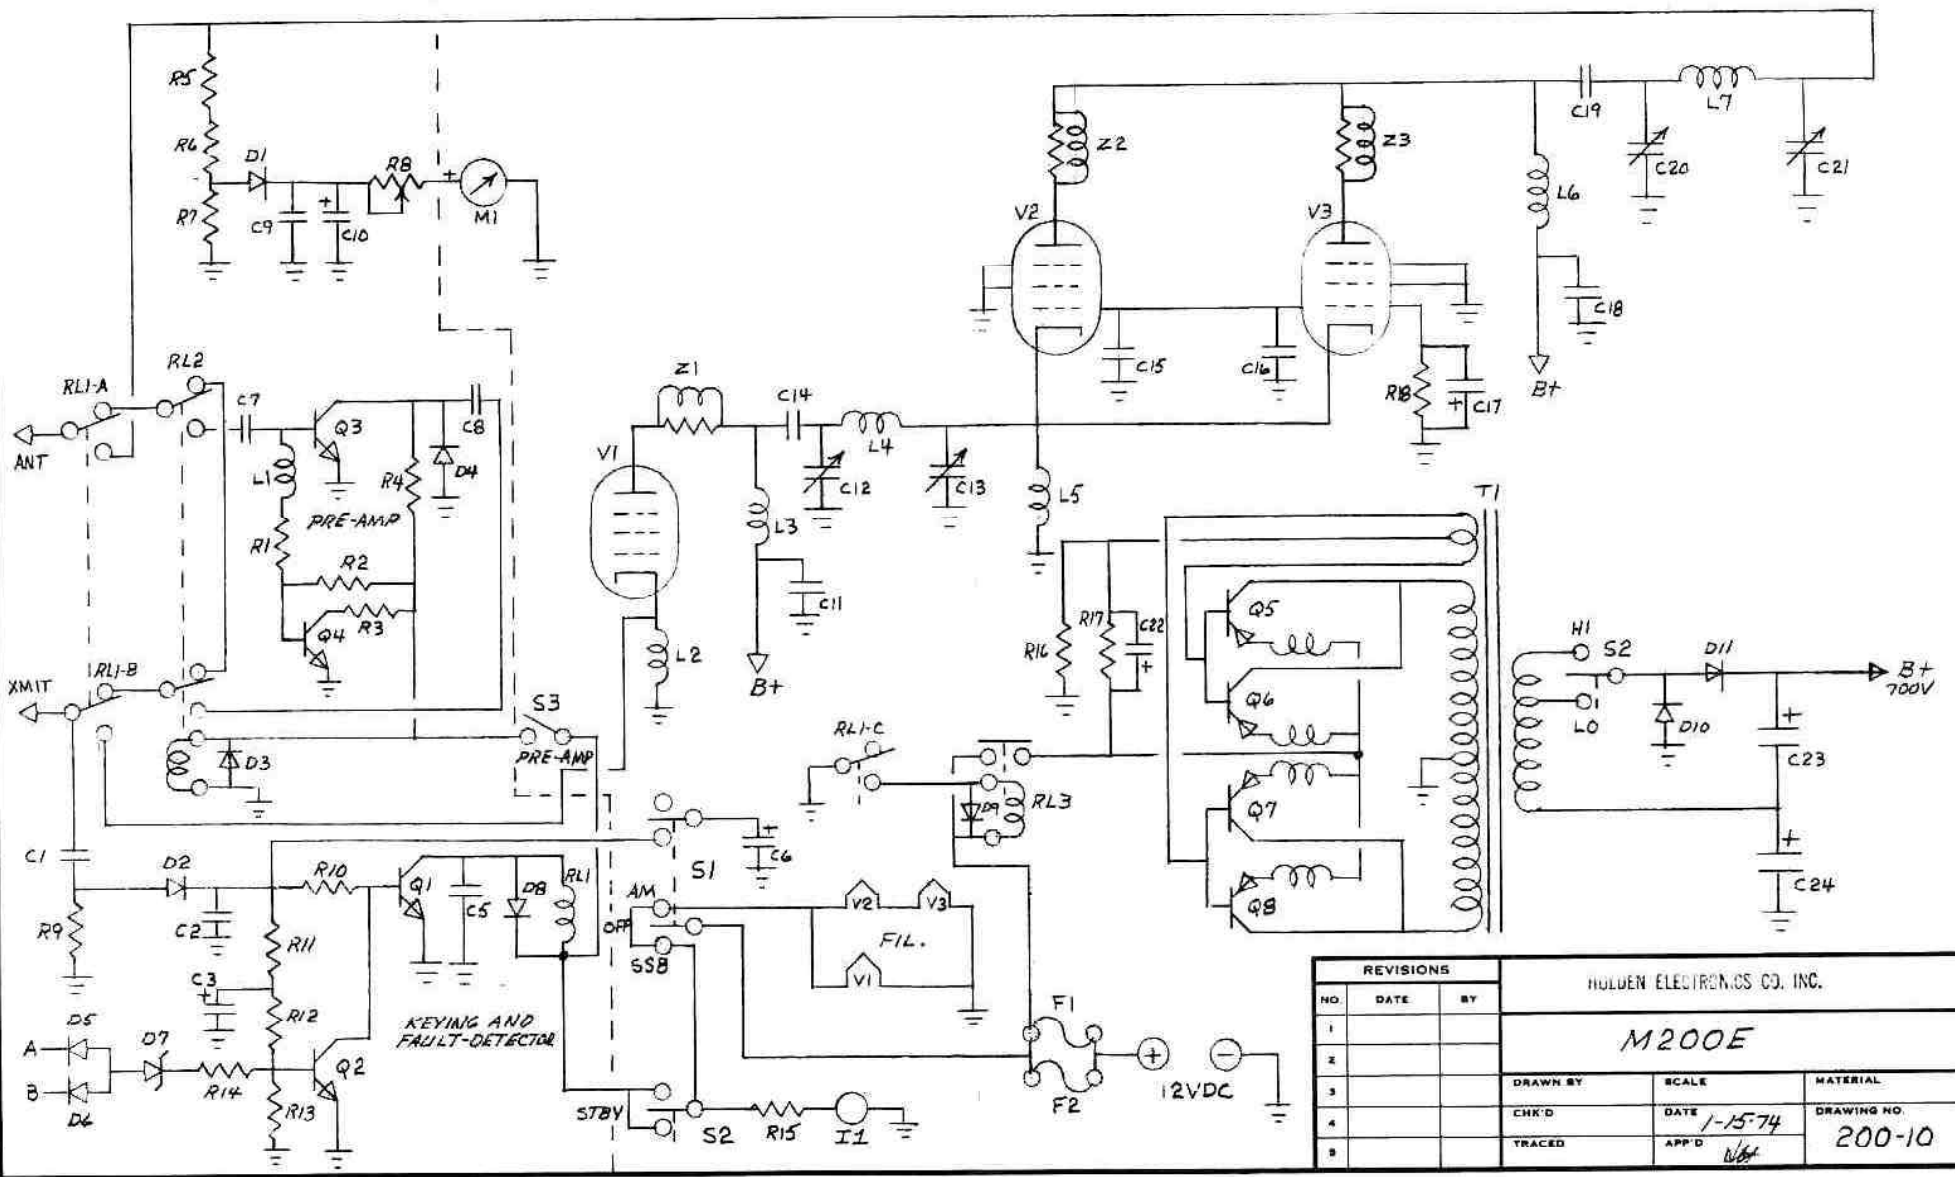 R5
R6
R7
D1
C9
+
C10
R8
+
M1
Z2
Z3
C19
L7
C20
C21
V2
V3
L6
C18
B+
C15
C16
R18
+
C17
RL1-A
RL2
ANT
C7
Q3
C8
D4
L1
R4
PRE-AMP
R1
R2
R3
Q4
XMIT
RL1-B
D3
S3
PRE-AMP
Z1
C14
L4
V1
C12
C13
L3
L5
C11
L2
B+
T1
R16
R17
C22
+
Q5
Q6
Q7
Q8
H1
S2
LO
D11
D10
B+
700V
+
C23
+
C24
RL1-C
D9
RL3
C1
D2
R10
Q1
C5
D8
RL1
R9
C2
R11
C3
+
R12
D5
D7
A
B
D6
R14
R13
Q2
KEYING AND
FAULT-DETECTOR
+
C6
S1
AM
OFF
SSB
V2
V3
FIL.
V1
STBY
S2
R15
I1
F1
F2
+
−
12VDC
REVISIONS
NO. DATE BY
1
2
3
4
5
HOLDEN ELECTRONICS CO. INC.
M200E
DRAWN BY
SCALE
MATERIAL
CHK'D
DATE 1-15-74
DRAWING NO.
200-10
TRACED
APP'D